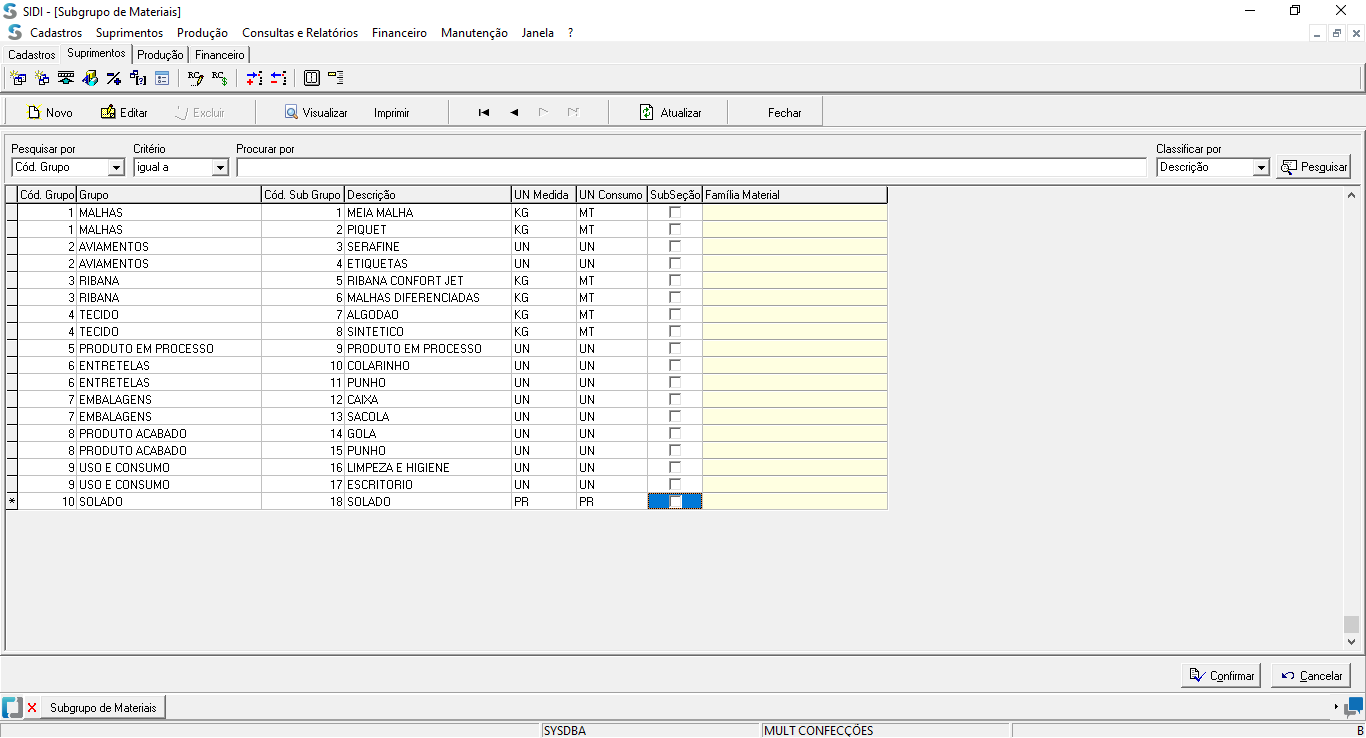 SIDI - [Subgrupo de Materiais]
Cadastros Suprimentos Produção Consultas e Relatórios Financeiro Manutenção Janela ?
Cadastros Suprimentos Produção Financeiro
Novo Editar Excluir Visualizar Imprimir Atualizar Fechar
Pesquisar por Critério Procurar por Classificar por
Cód. Grupo igual a Descrição Pesquisar
Cód. Grupo Grupo Cód. Sub Grupo Descrição UN Medida UN Consumo SubSeção Família Material
1 MALHAS 1 MEIA MALHA KG MT
1 MALHAS 2 PIQUET KG MT
2 AVIAMENTOS 3 SERAFINE UN UN
2 AVIAMENTOS 4 ETIQUETAS UN UN
3 RIBANA 5 RIBANA CONFORT JET KG MT
3 RIBANA 6 MALHAS DIFERENCIADAS KG MT
4 TECIDO 7 ALGODAO KG MT
4 TECIDO 8 SINTETICO KG MT
5 PRODUTO EM PROCESSO 9 PRODUTO EM PROCESSO UN UN
6 ENTRETELAS 10 COLARINHO UN UN
6 ENTRETELAS 11 PUNHO UN UN
7 EMBALAGENS 12 CAIXA UN UN
7 EMBALAGENS 13 SACOLA UN UN
8 PRODUTO ACABADO 14 GOLA UN UN
8 PRODUTO ACABADO 15 PUNHO UN UN
9 USO E CONSUMO 16 LIMPEZA E HIGIENE UN UN
9 USO E CONSUMO 17 ESCRITORIO UN UN
* 10 SOLADO 18 SOLADO PR PR
Confirmar Cancelar
Subgrupo de Materiais
SYSDBA MULT CONFECÇÕES B